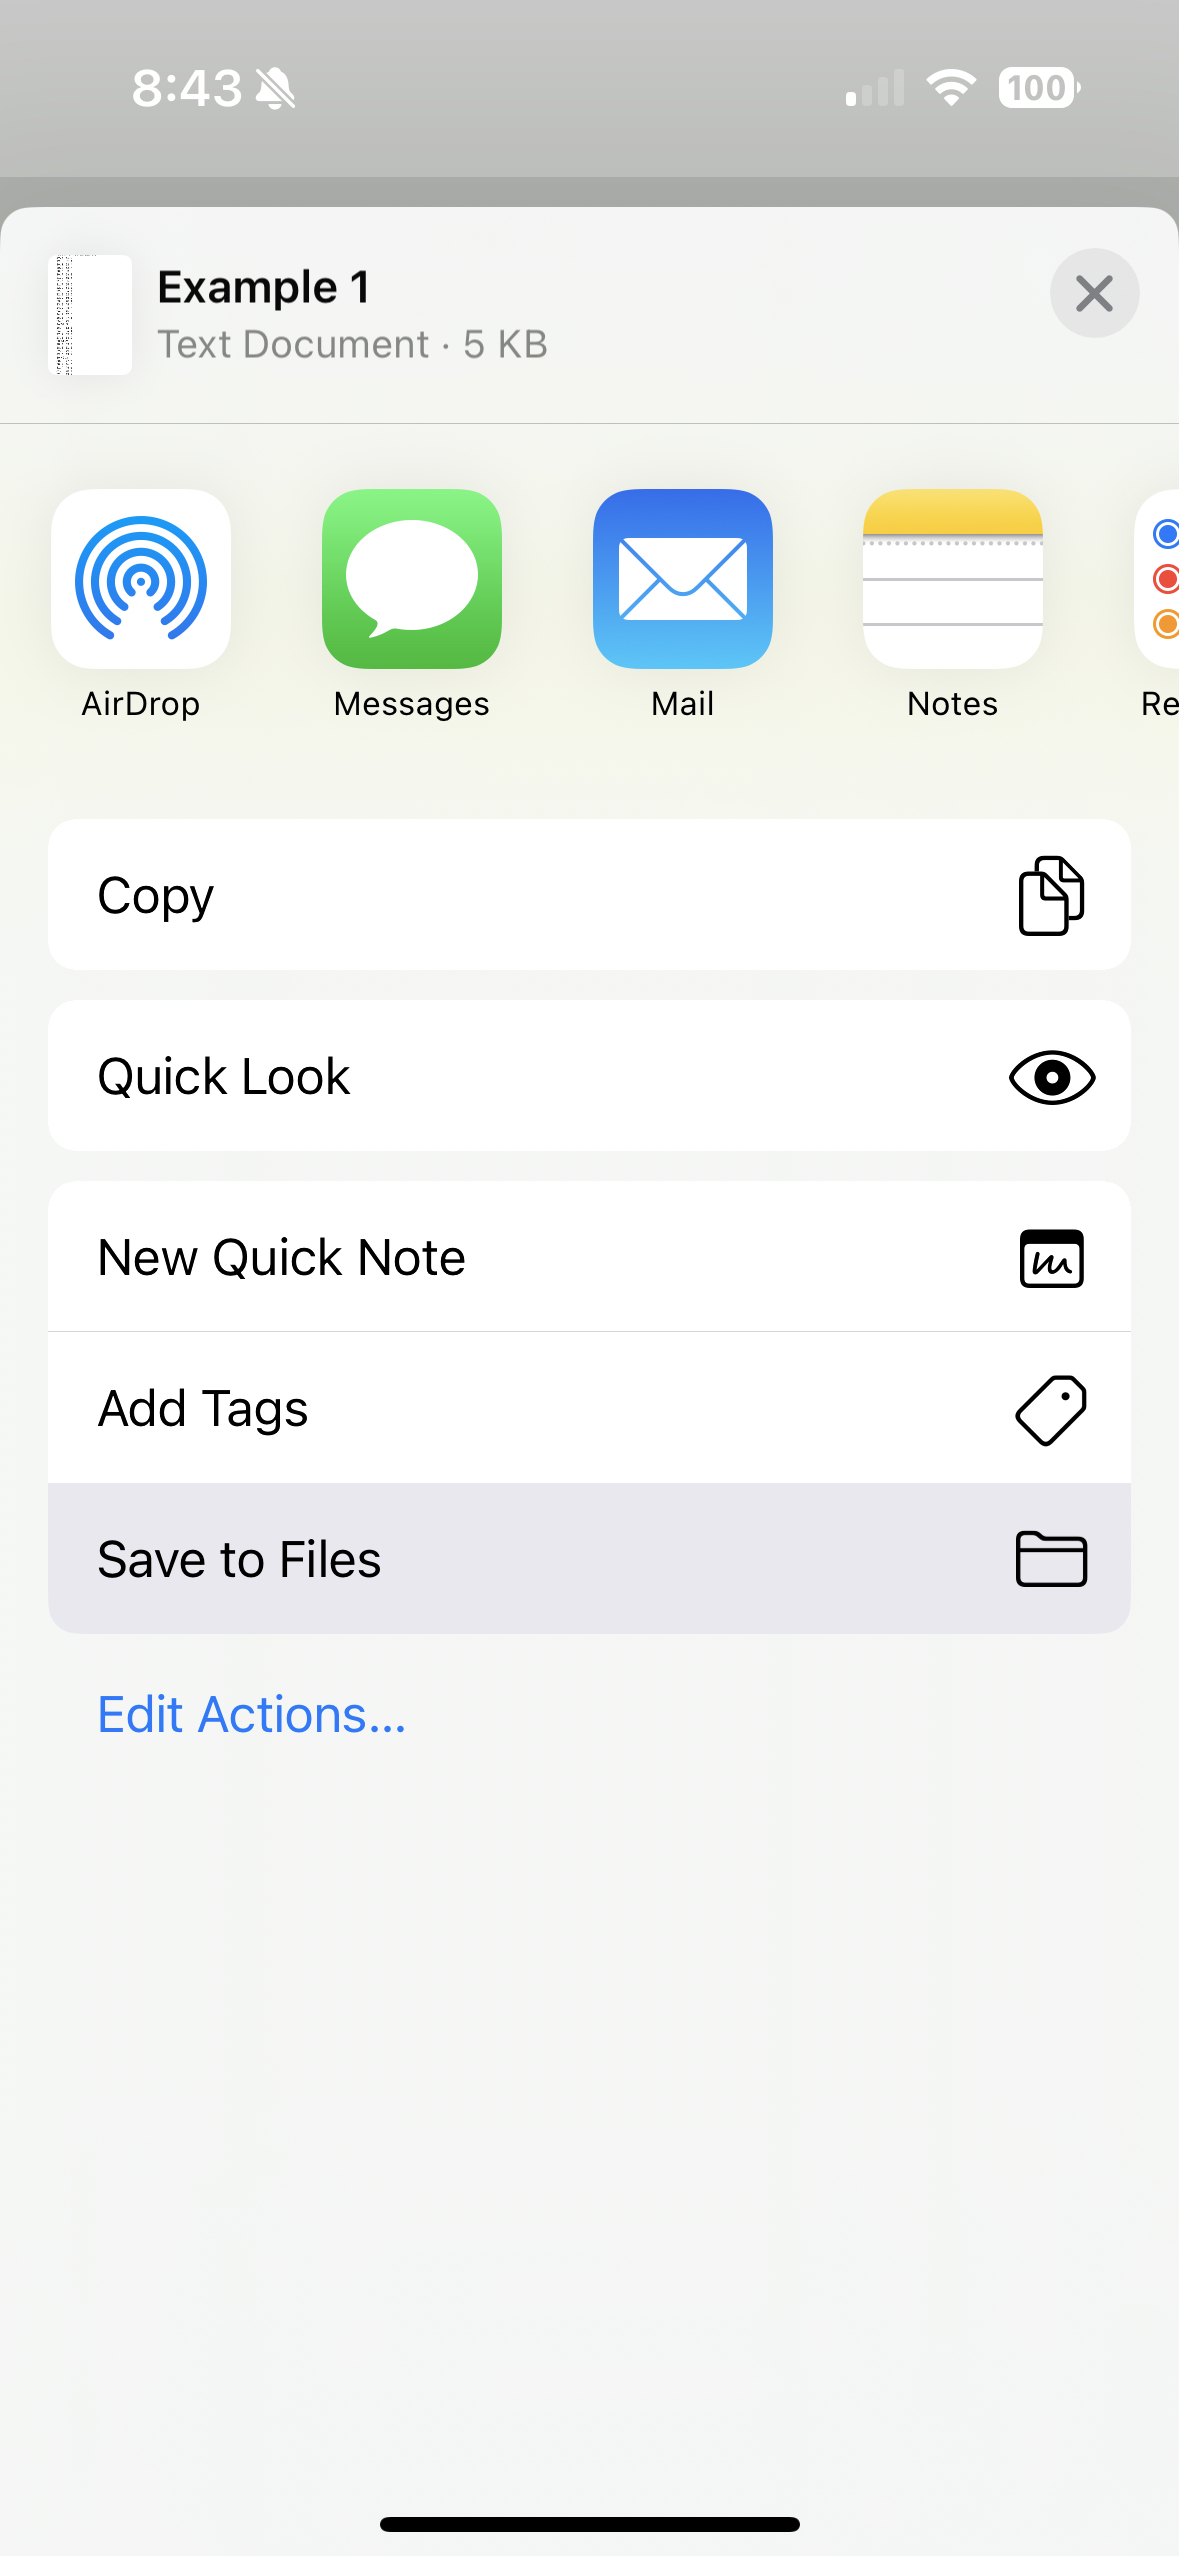 8:43
100
Example 1
Text Document · 5 KB
AirDrop
Messages
Mail
Notes
Re
Copy
Quick Look
New Quick Note
Add Tags
Save to Files
Edit Actions...